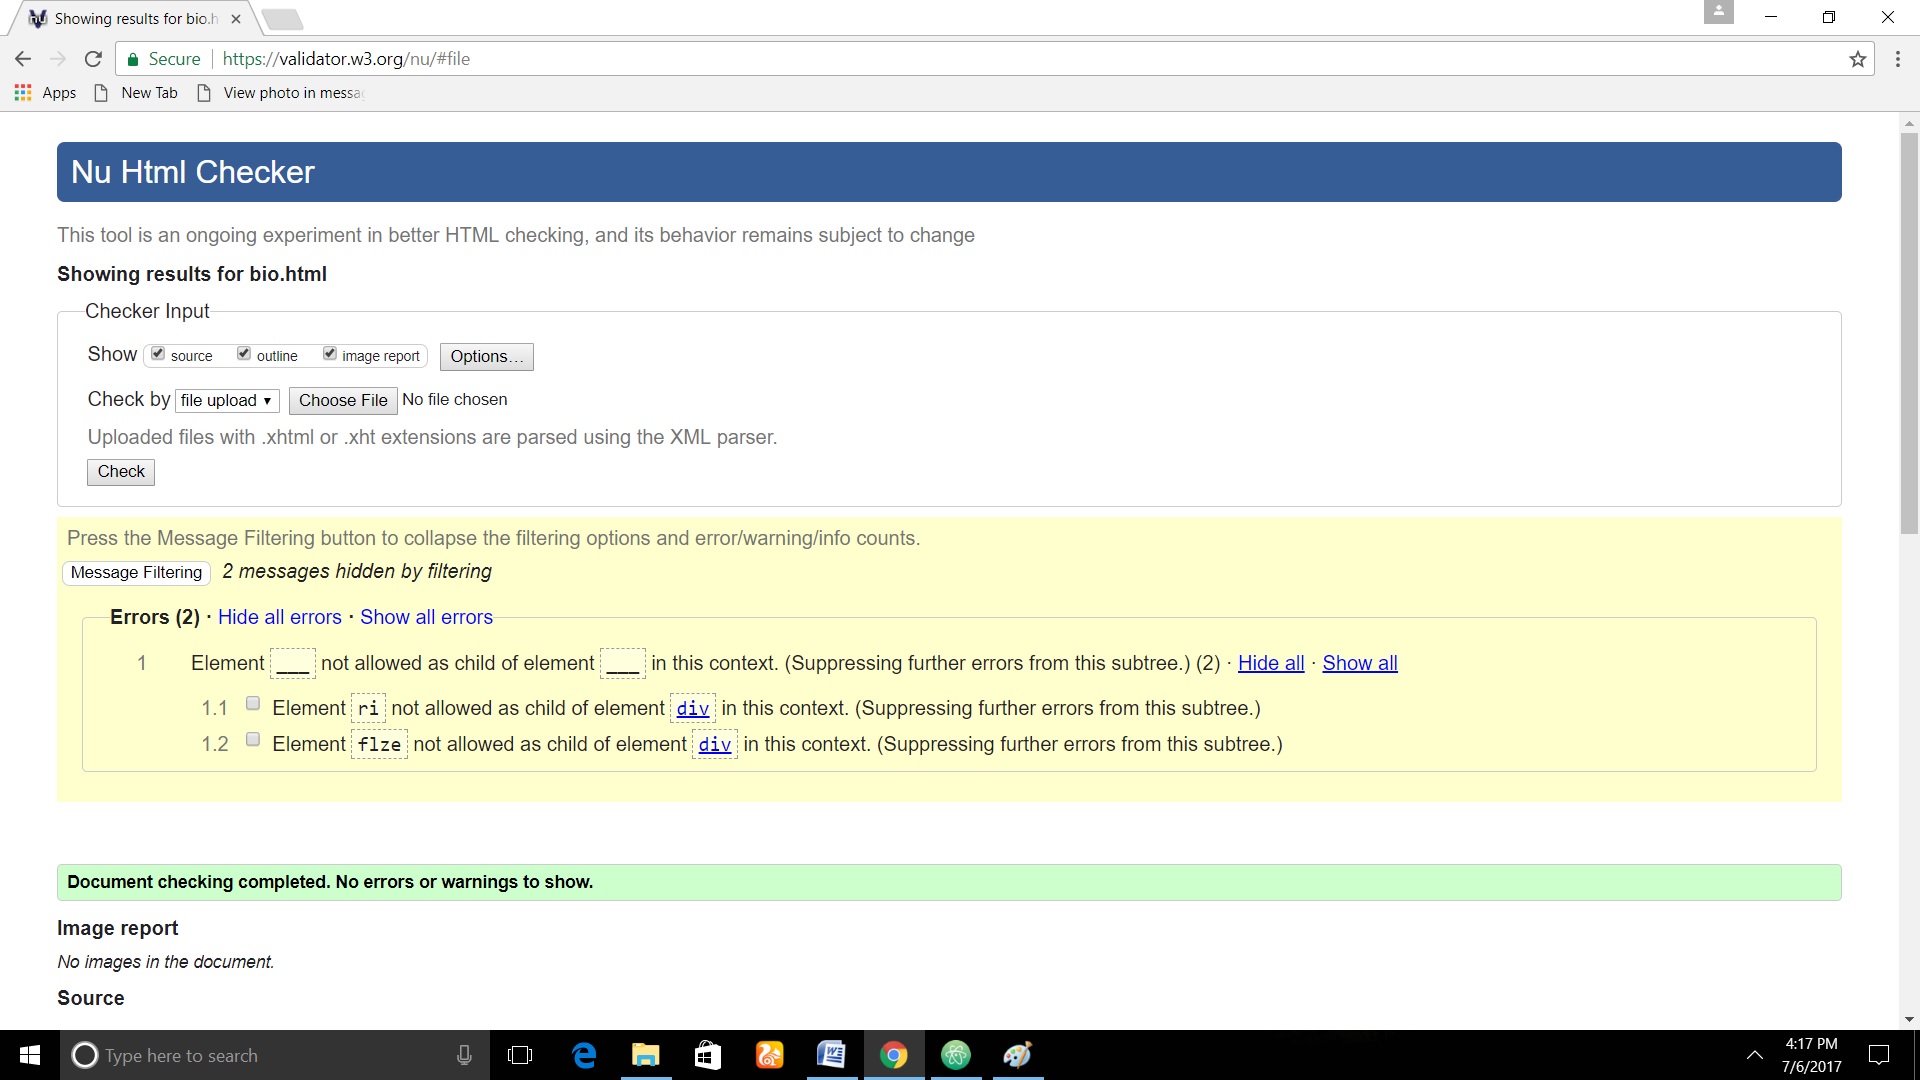 Showing results for bio.h
Secure https://validator.w3.org/nu/#file
Apps New Tab View photo in messa
Nu Html Checker
This tool is an ongoing experiment in better HTML checking, and its behavior remains subject to change
Showing results for bio.html
Checker Input
Show source outline image report Options...
Check by file upload Choose File No file chosen
Uploaded files with .xhtml or .xht extensions are parsed using the XML parser.
Check
Press the Message Filtering button to collapse the filtering options and error/warning/info counts.
Message Filtering 2 messages hidden by filtering
Errors (2) · Hide all errors · Show all errors
1 Element ___ not allowed as child of element ___ in this context. (Suppressing further errors from this subtree.) (2) · Hide all · Show all
1.1 Element ri not allowed as child of element div in this context. (Suppressing further errors from this subtree.)
1.2 Element flze not allowed as child of element div in this context. (Suppressing further errors from this subtree.)
Document checking completed. No errors or warnings to show.
Image report
No images in the document.
Source
Type here to search
4:17 PM
7/6/2017